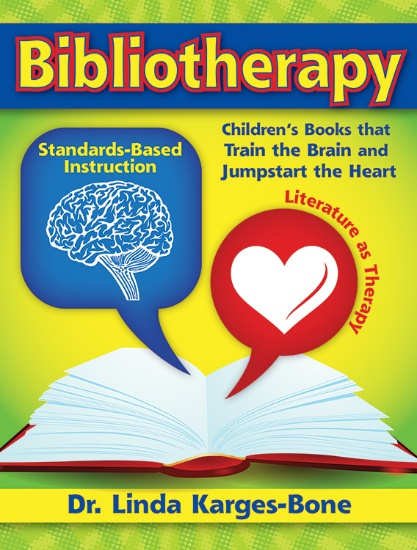 Bibliotherapy
Standards-Based
Instruction
Children's Books that
Train the Brain and
Jumpstart the Heart
Literature as Therapy
Dr. Linda Karges-Bone